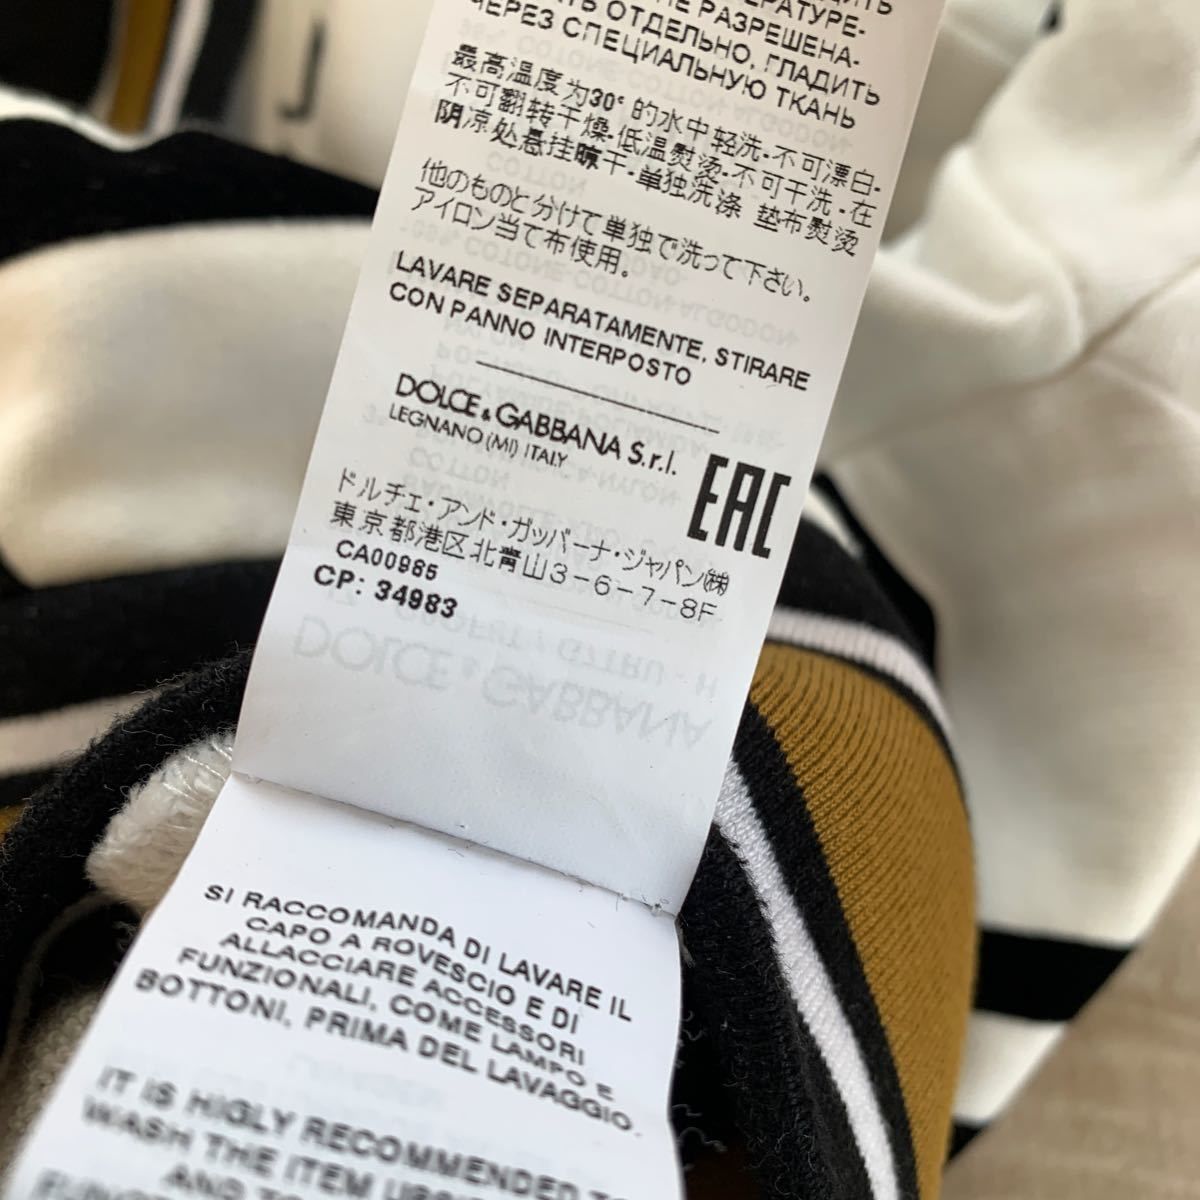 ТЬ ОТДЕЛЬНО, ГЛАДИТЬ
ЧЕРЕЗ СПЕЦИАЛЬНУЮ ТКАНЬ
最高温度为30°的水中轻洗-不可漂白-
不可翻转干燥-低温熨烫-不可干洗-在
阴凉处悬挂晾干-单独洗涤 垫布熨烫
他のものと分けて単独で洗って下さい。
アイロン当て布使用。
LAVARE SEPARATAMENTE, STIRARE
CON PANNO INTERPOSTO
DOLCE & GABBANA S.r.l.
LEGNANO (MI) ITALY
EAC
ドルチェ・アンド・ガッバーナ・ジャパン㈱
東京都港区北青山3-6-7-8F
CA00985
CP: 34983
SI RACCOMANDA DI LAVARE IL
CAPO A ROVESCIO E DI
ALLACCIARE ACCESSORI
FUNZIONALI, COME LAMPO E
BOTTONI, PRIMA DEL LAVAGGIO.
IT IS HIGLY RECOMMENDED TO
WASH THE ITEM